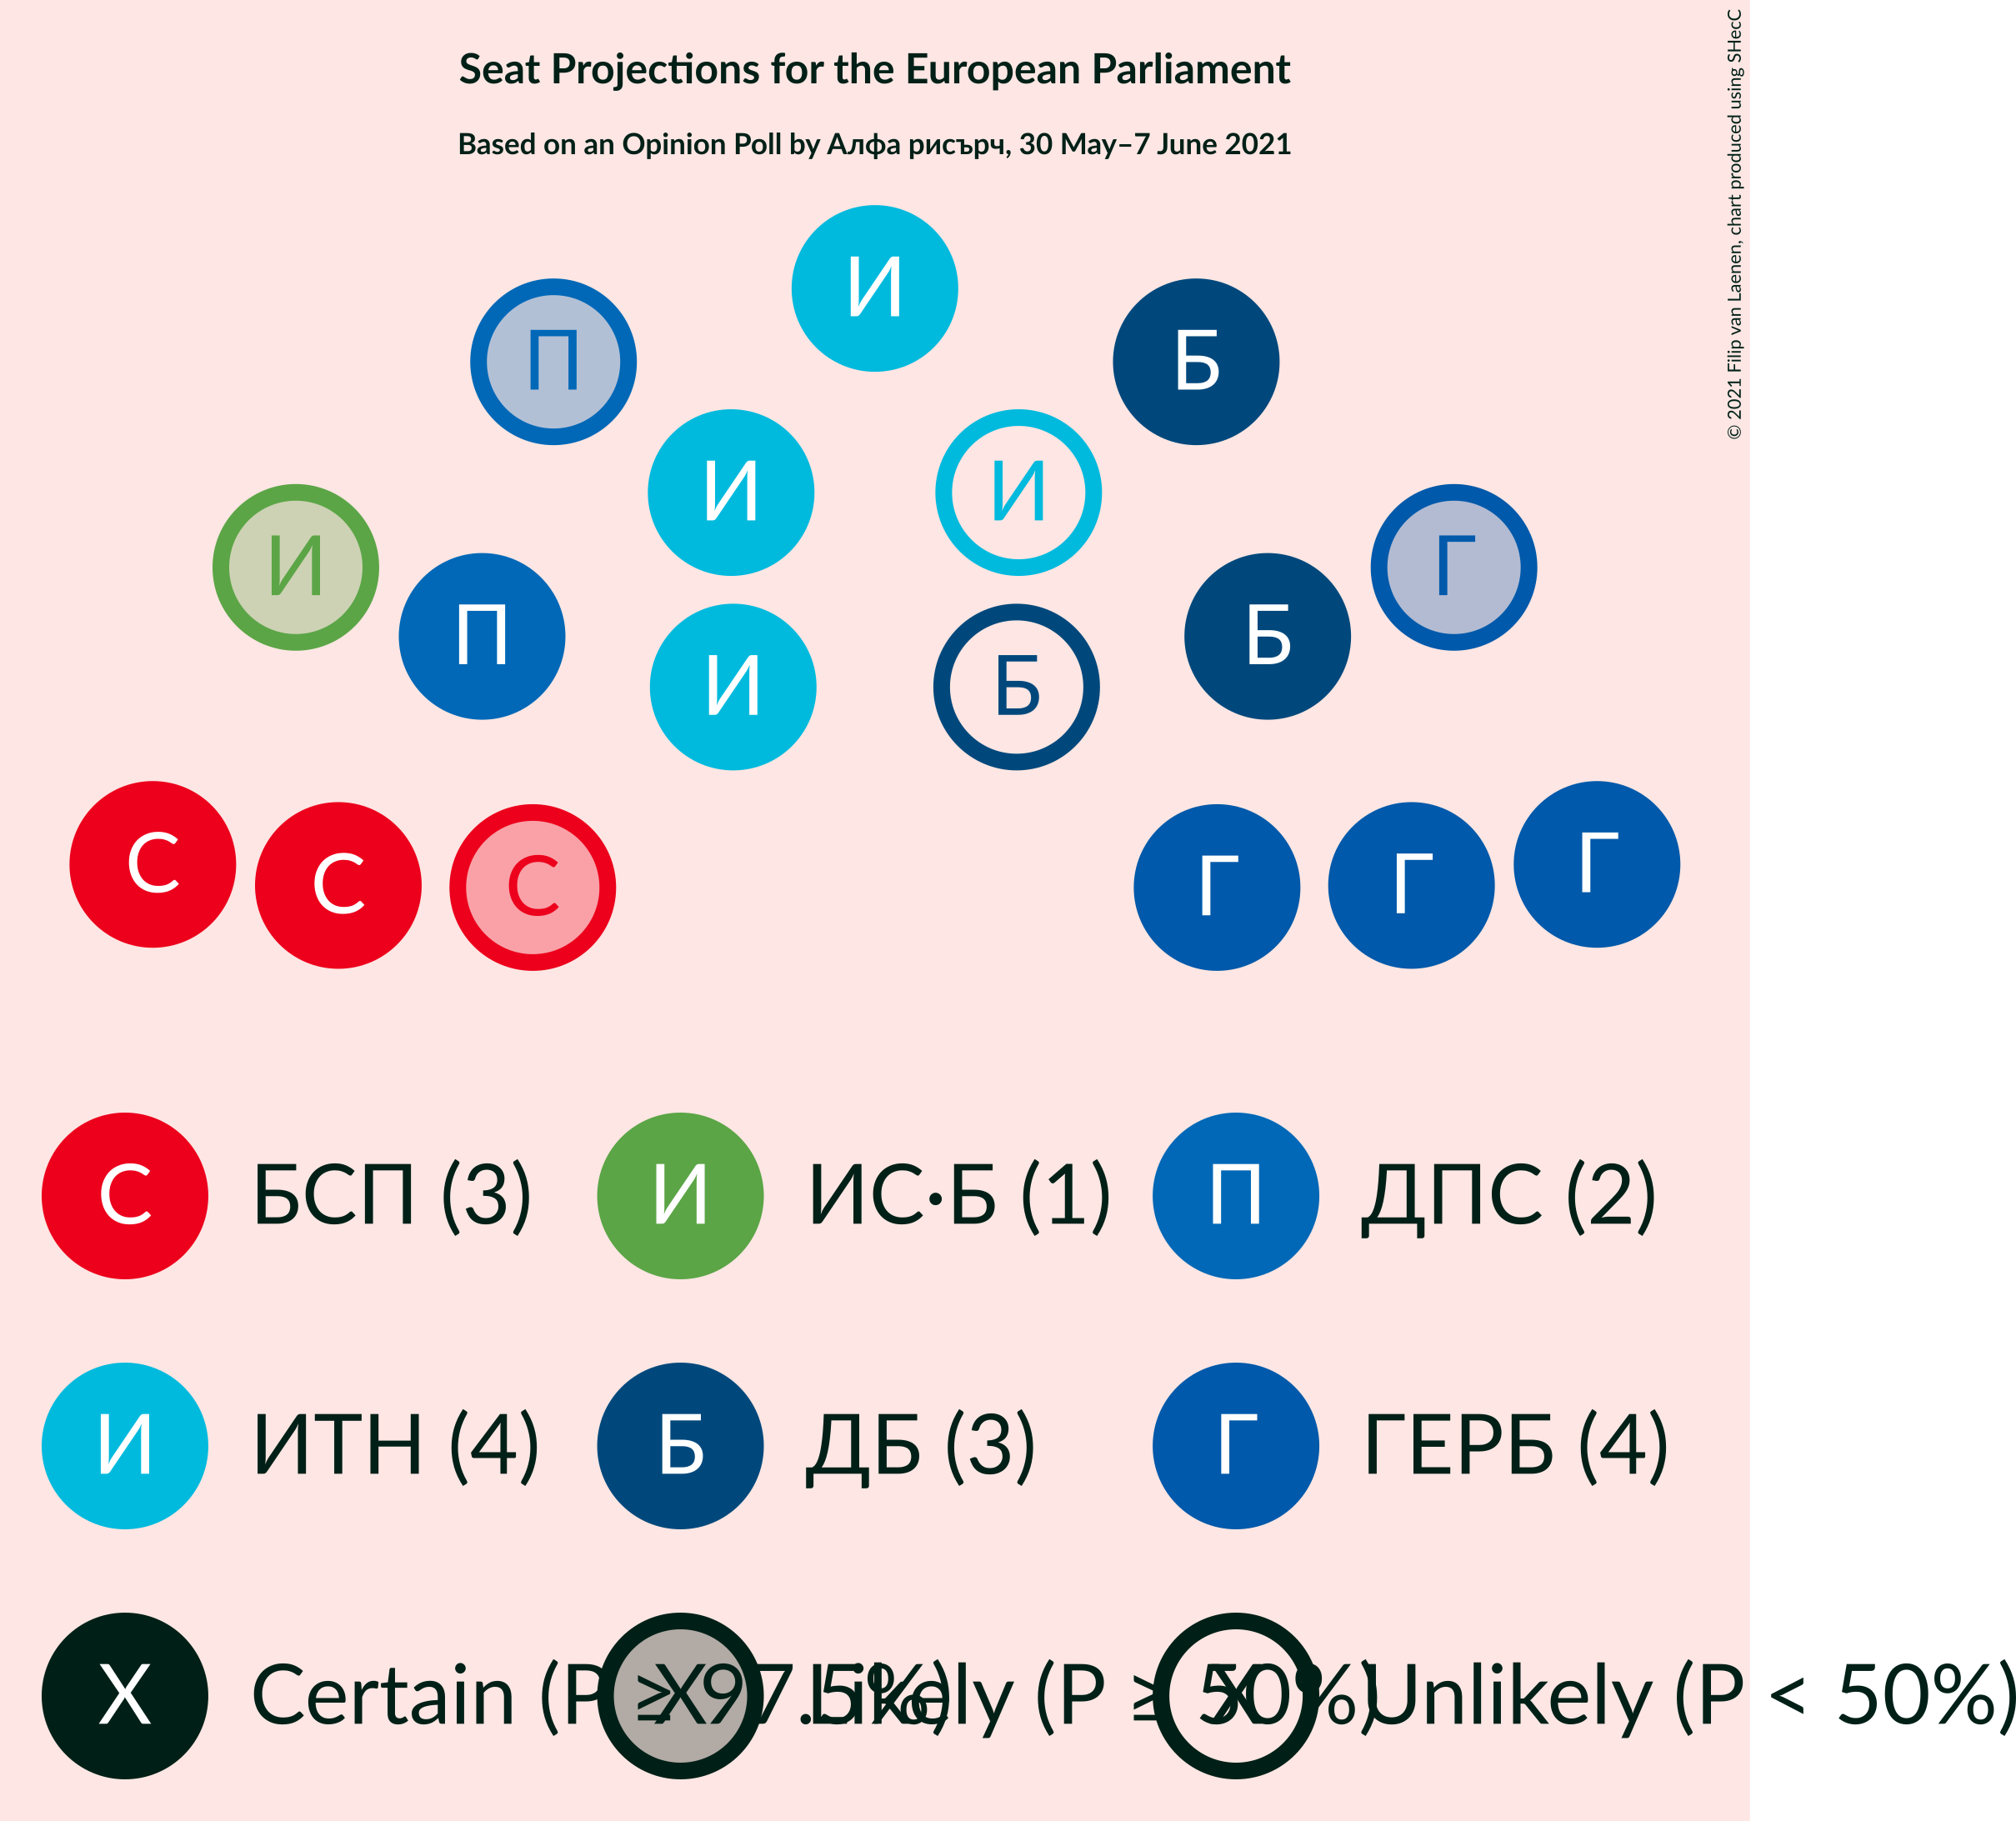 Seat Projections for the European Parliament
Based on an Opinion Poll by Алфа рисърч, 30 May–7 June 2021
© 2021 Filip van Laenen, chart produced using SHecC
И
П
Б
И
И
И
Г
П
Б
И
Б
С
С
С
Г
Г
Г
С БСП (3) И ИС•Б (1) П ДПС (2)
И ИТН (4) Б ДБ (3) Г ГЕРБ (4)
X Certain (P ≥ 97.5%) X Likely (P ≥ 50%) X Unlikely (P < 50%)